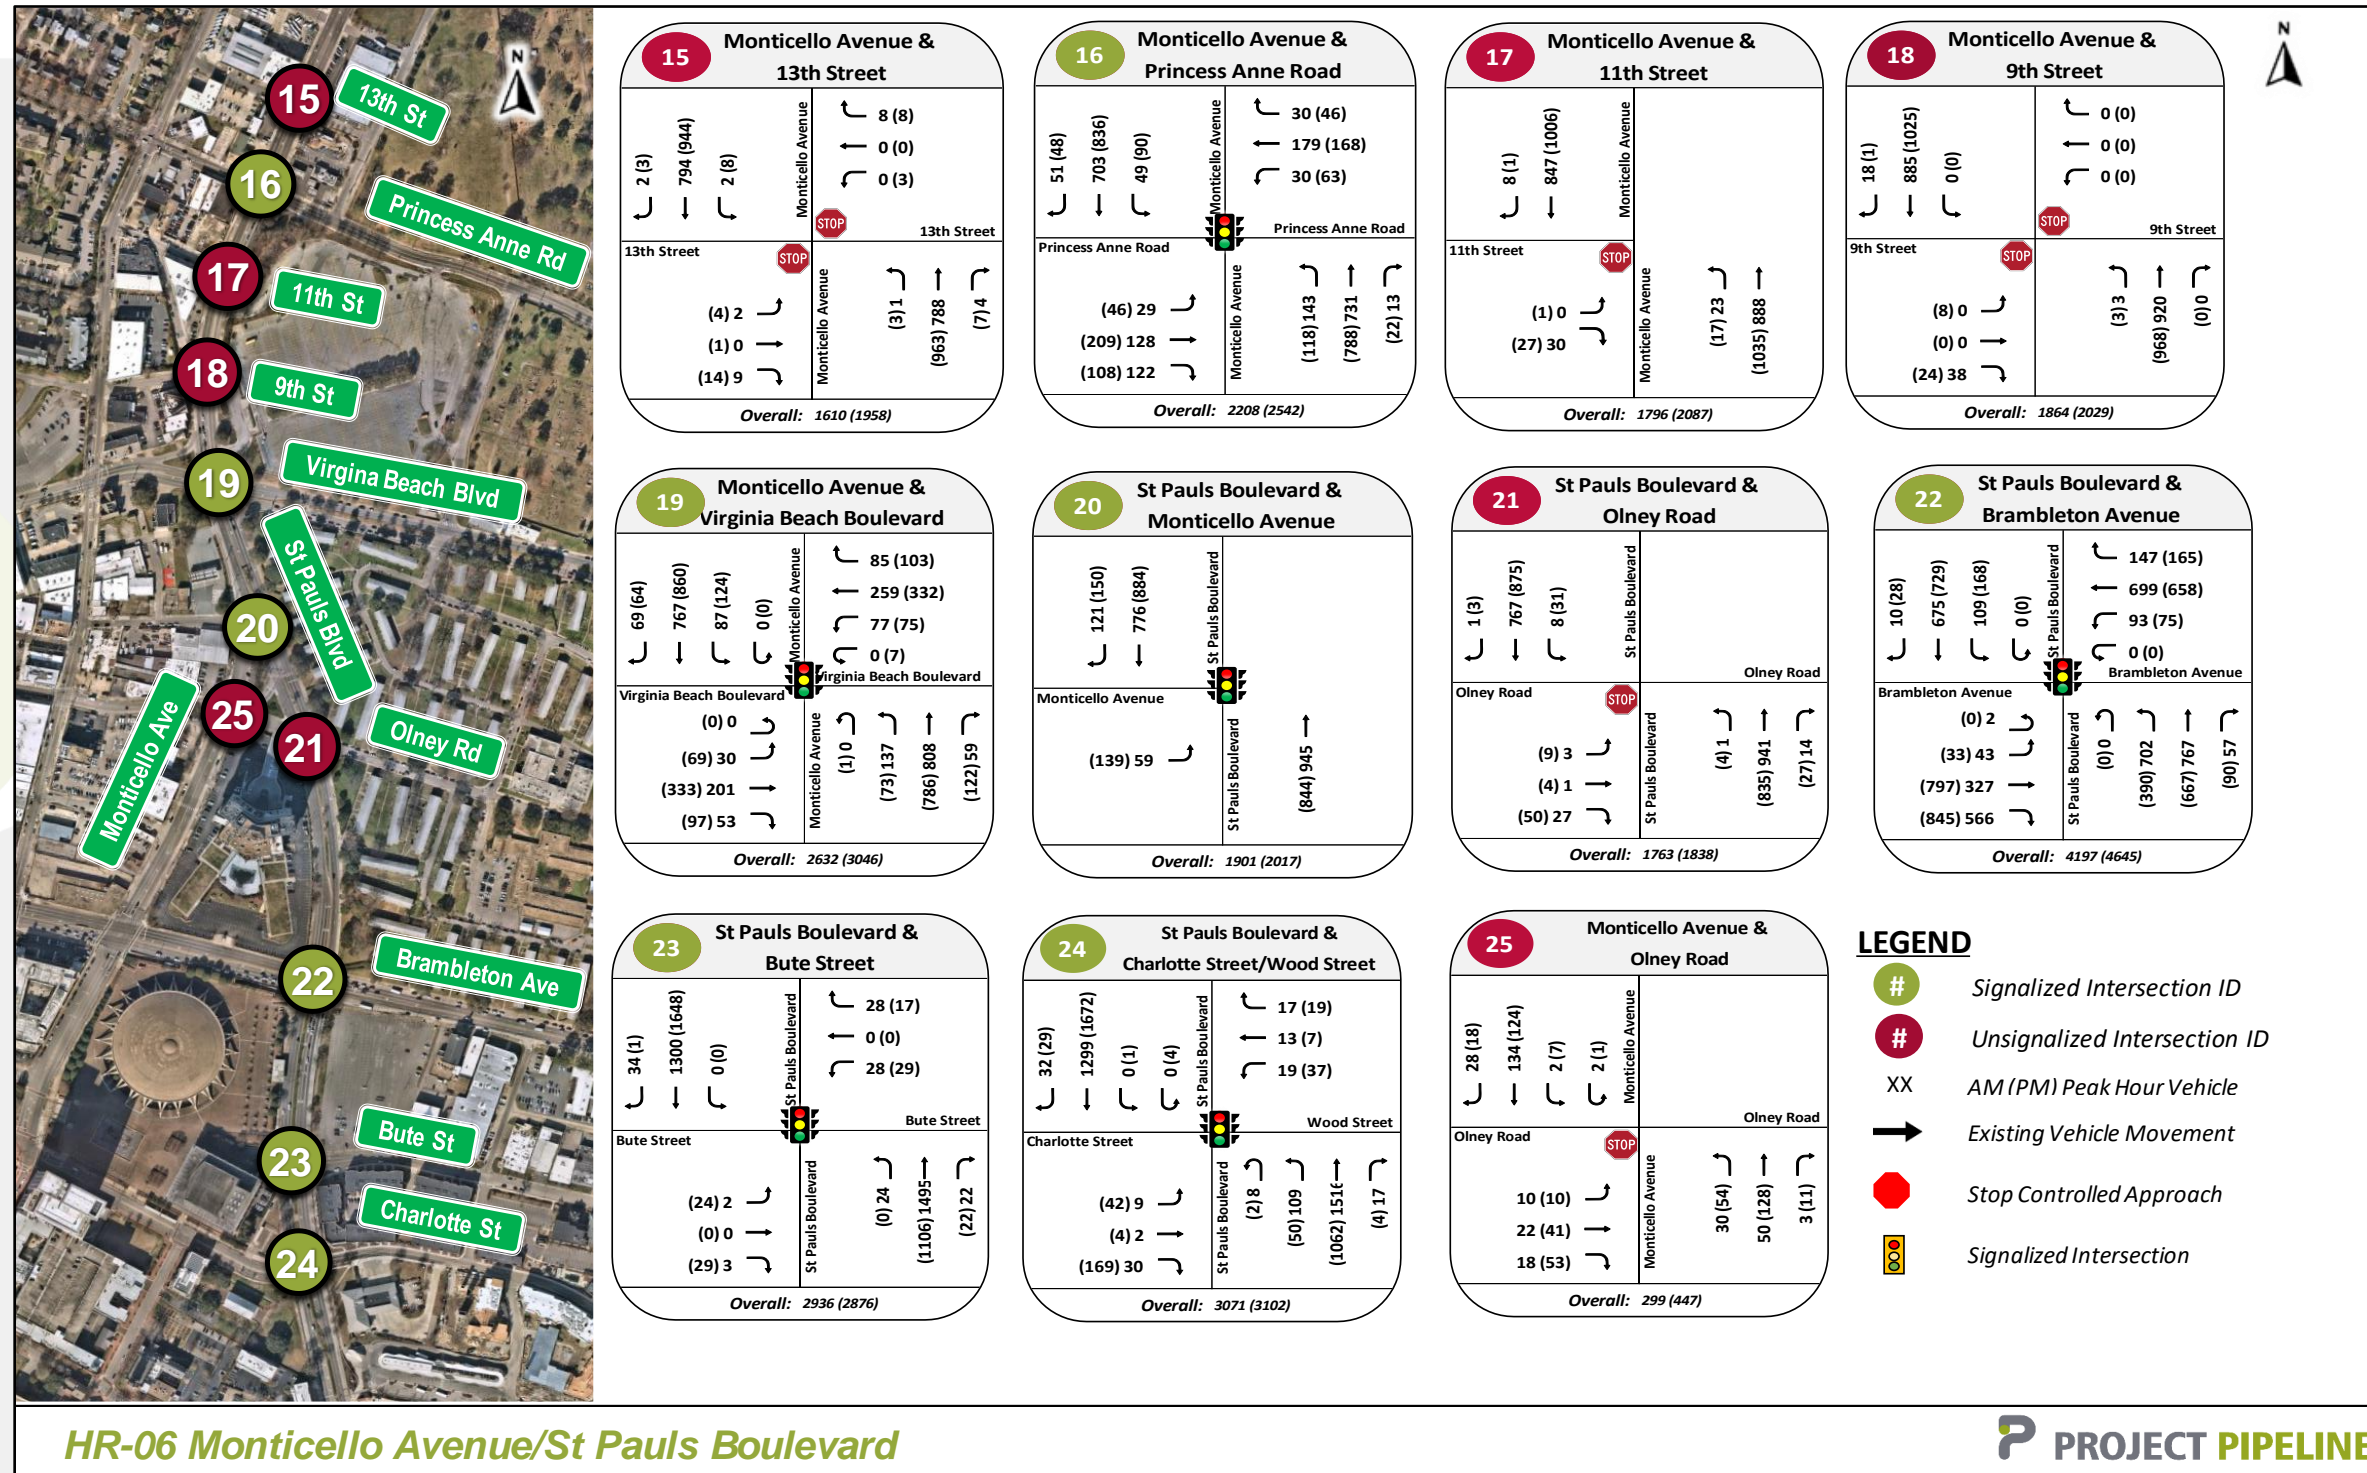 N
15
13th St
16
Princess Anne Rd
17
11th St
18
9th St
19
Virgina Beach Blvd
St Pauls Blvd
20
Monticello Ave
25
21
Olney Rd
22
Brambleton Ave
23
Bute St
24
Charlotte St
15
Monticello Avenue &
13th Street
2 (3)
794 (944)
2 (8)
Monticello Avenue
8 (8)
0 (0)
0 (3)
STOP
13th Street
13th Street
STOP
(4) 2
(1) 0
(14) 9
Monticello Avenue
(3) 1
(963) 788
(7) 4
Overall: 1610 (1958)
16
Monticello Avenue &
Princess Anne Road
51 (48)
703 (836)
49 (90)
Monticello Avenue
30 (46)
179 (168)
30 (63)
Princess Anne Road
Princess Anne Road
(46) 29
(209) 128
(108) 122
Monticello Avenue
(118) 143
(788) 731
(22) 13
Overall: 2208 (2542)
17
Monticello Avenue &
11th Street
8 (1)
847 (1006)
Monticello Avenue
11th Street
STOP
(1) 0
(27) 30
Monticello Avenue
(17) 23
(1035) 888
Overall: 1796 (2087)
18
Monticello Avenue &
9th Street
18 (1)
885 (1025)
0 (0)
0 (0)
0 (0)
0 (0)
STOP
9th Street
9th Street
STOP
(8) 0
(0) 0
(24) 38
(3) 3
(968) 920
(0) 0
Overall: 1864 (2029)
N
19
Monticello Avenue &
Virginia Beach Boulevard
69 (64)
767 (860)
87 (124)
0 (0)
Monticello Avenue
85 (103)
259 (332)
77 (75)
0 (7)
Virginia Beach Boulevard
Virginia Beach Boulevard
(0) 0
(69) 30
(333) 201
(97) 53
Monticello Avenue
(1) 0
(73) 137
(786) 808
(122) 59
Overall: 2632 (3046)
20
St Pauls Boulevard &
Monticello Avenue
121 (150)
776 (884)
St Pauls Boulevard
Monticello Avenue
(139) 59
St Pauls Boulevard
(844) 945
Overall: 1901 (2017)
21
St Pauls Boulevard &
Olney Road
1 (3)
767 (875)
8 (31)
St Pauls Boulevard
Olney Road
Olney Road
STOP
(9) 3
(4) 1
(50) 27
St Pauls Boulevard
(4) 1
(835) 941
(27) 14
Overall: 1763 (1838)
22
St Pauls Boulevard &
Brambleton Avenue
10 (28)
675 (729)
109 (168)
0 (0)
St Pauls Boulevard
147 (165)
699 (658)
93 (75)
0 (0)
Brambleton Avenue
Brambleton Avenue
(0) 2
(33) 43
(797) 327
(845) 566
St Pauls Boulevard
(0) 0
(390) 702
(667) 767
(90) 57
Overall: 4197 (4645)
23
St Pauls Boulevard &
Bute Street
34 (1)
1300 (1648)
0 (0)
St Pauls Boulevard
28 (17)
0 (0)
28 (29)
Bute Street
Bute Street
(24) 2
(0) 0
(29) 3
St Pauls Boulevard
(0) 24
(1106) 1495
(22) 22
Overall: 2936 (2876)
24
St Pauls Boulevard &
Charlotte Street/Wood Street
32 (29)
1299 (1672)
0 (1)
0 (4)
St Pauls Boulevard
17 (19)
13 (7)
19 (37)
Wood Street
Charlotte Street
(42) 9
(4) 2
(169) 30
St Pauls Boulevard
(2) 8
(50) 109
(1062) 1516
(4) 17
Overall: 3071 (3102)
25
Monticello Avenue &
Olney Road
28 (18)
134 (124)
2 (7)
2 (1)
Monticello Avenue
Olney Road
Olney Road
STOP
10 (10)
22 (41)
18 (53)
Monticello Avenue
30 (54)
50 (128)
3 (11)
Overall: 299 (447)
LEGEND
# Signalized Intersection ID
# Unsignalized Intersection ID
XX AM (PM) Peak Hour Vehicle
Existing Vehicle Movement
Stop Controlled Approach
Signalized Intersection
HR-06 Monticello Avenue/St Pauls Boulevard
PROJECT PIPELINE